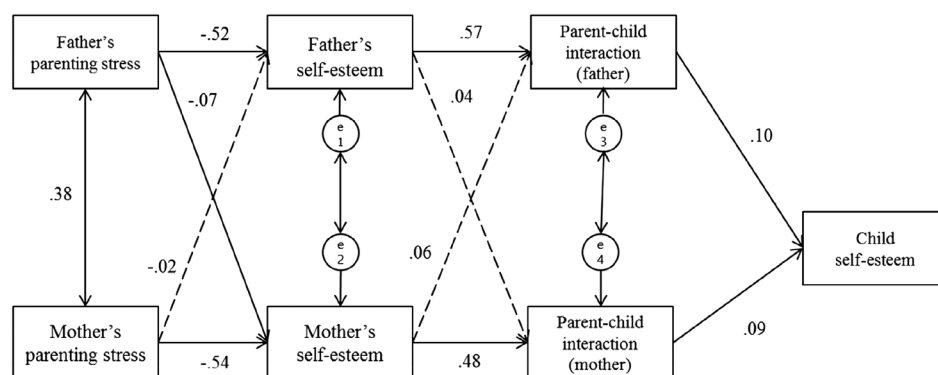 Father's
parenting stress
-.52
Father's
self-esteem
.57
Parent-child
interaction
(father)
-.07
.04
e
1
e
3
.10
.38
Child
self-esteem
e
2
e
4
-.02
.06
Mother's
parenting stress
-.54
Mother's
self-esteem
.48
Parent-child
interaction
(mother)
.09